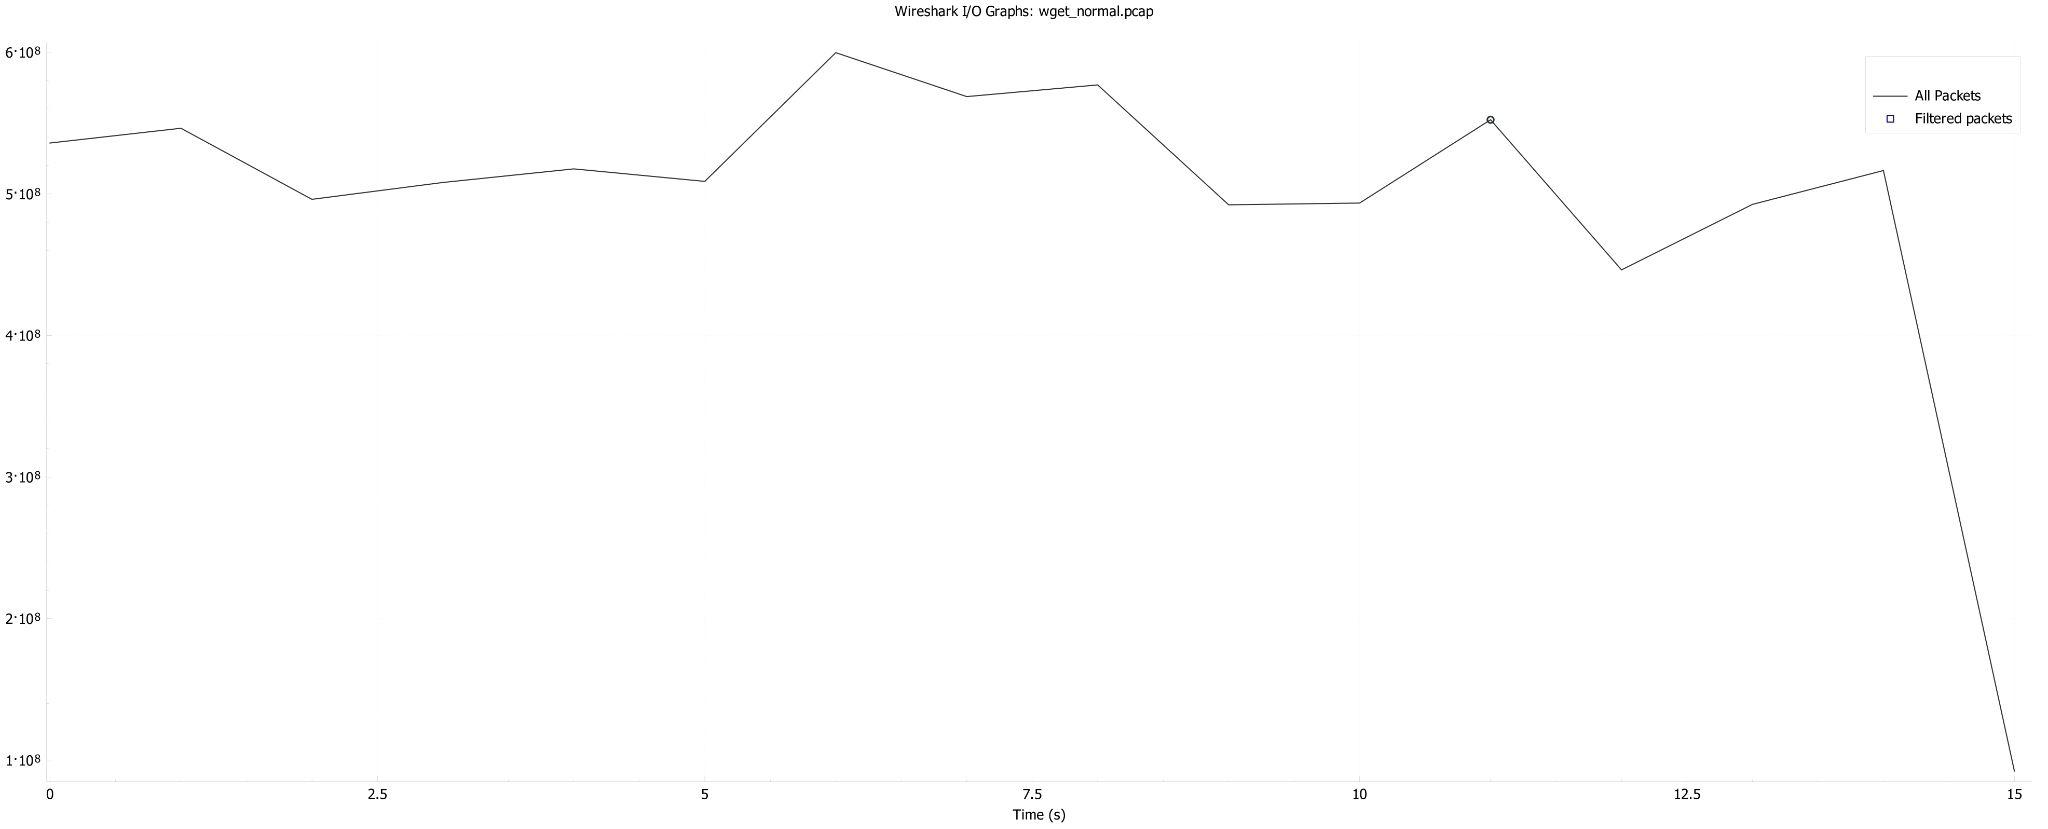 Wireshark I/O Graphs: wget_normal.pcap
6·10⁸
All Packets
Filtered packets
5·10⁸
4·10⁸
3·10⁸
2·10⁸
1·10⁸
0 2.5 5 7.5 10 12.5 15
Time (s)